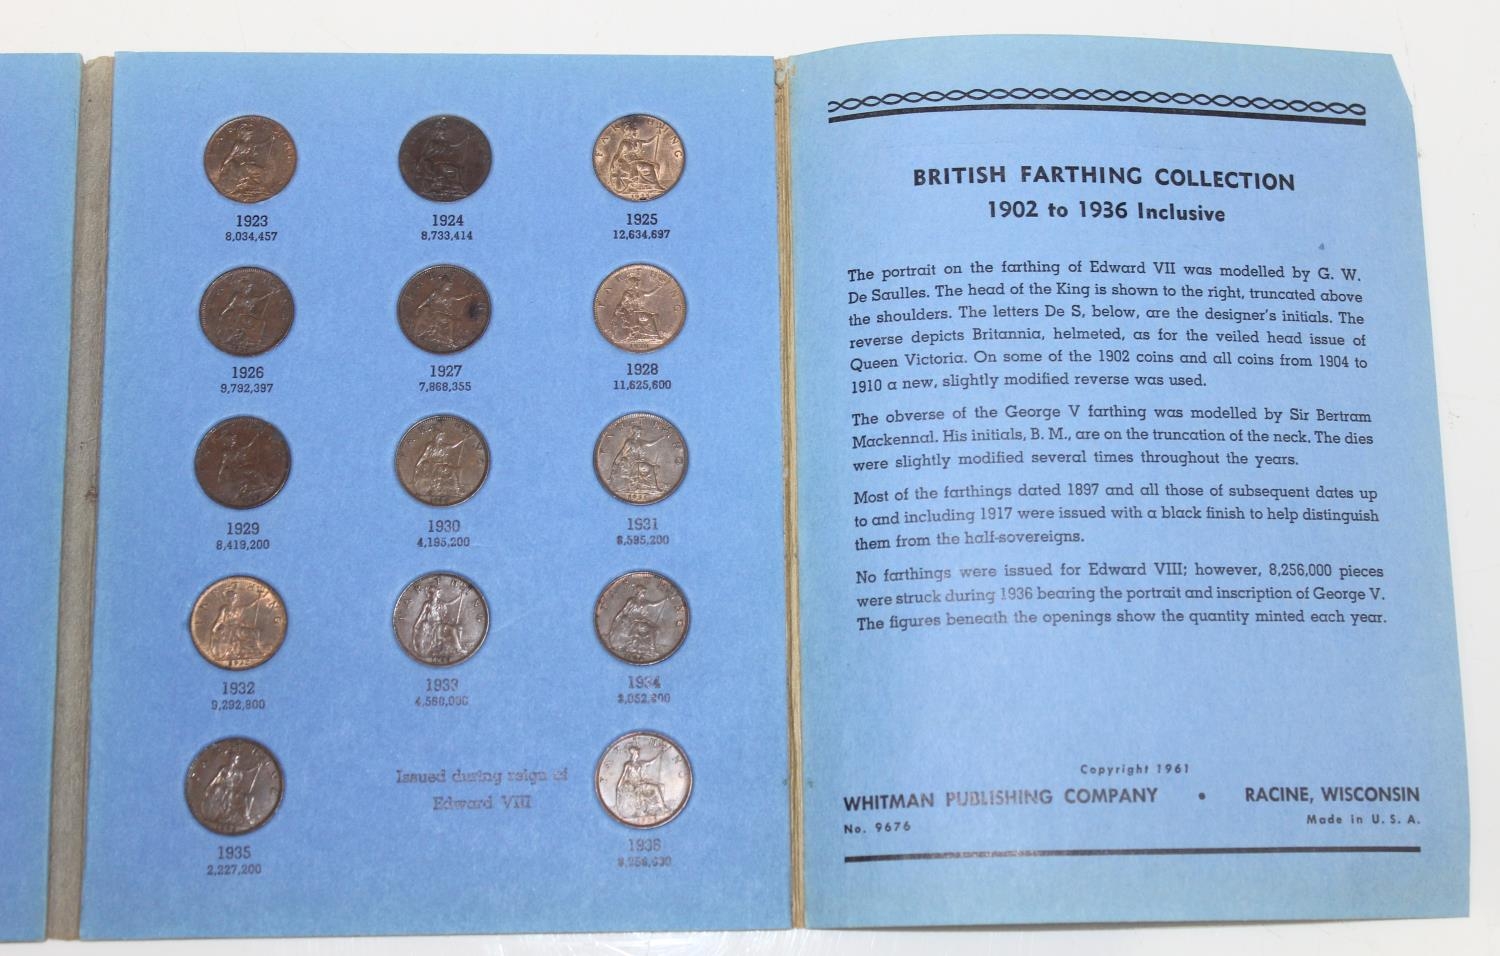 1923
8,034,457
1924
8,733,414
1925
12,634,697
1926
9,792,397
1927
7,868,355
1928
11,625,600
1929
8,419,200
1930
4,195,200
1931
6,595,200
1932
9,292,800
1933
4,560,000
1934
3,052,800
1935
2,227,200
Issued during reign of
Edward VIII
1936
BRITISH FARTHING COLLECTION
1902 to 1936 Inclusive
The portrait on the farthing of Edward VII was modelled by G. W.
De Saulles. The head of the King is shown to the right, truncated above
the shoulders. The letters De S, below, are the designer's initials. The
reverse depicts Britannia, helmeted, as for the veiled head issue of
Queen Victoria. On some of the 1902 coins and all coins from 1904 to
1910 a new, slightly modified reverse was used.
The obverse of the George V farthing was modelled by Sir Bertram
Mackennal. His initials, B. M., are on the truncation of the neck. The dies
were slightly modified several times throughout the years.
Most of the farthings dated 1897 and all those of subsequent dates up
to and including 1917 were issued with a black finish to help distinguish
them from the half-sovereigns.
No farthings were issued for Edward VIII; however, 8,256,000 pieces
were struck during 1936 bearing the portrait and inscription of George V.
The figures beneath the openings show the quantity minted each year.
Copyright 1961
WHITMAN PUBLISHING COMPANY • RACINE, WISCONSIN
No. 9676
Made in U. S. A.